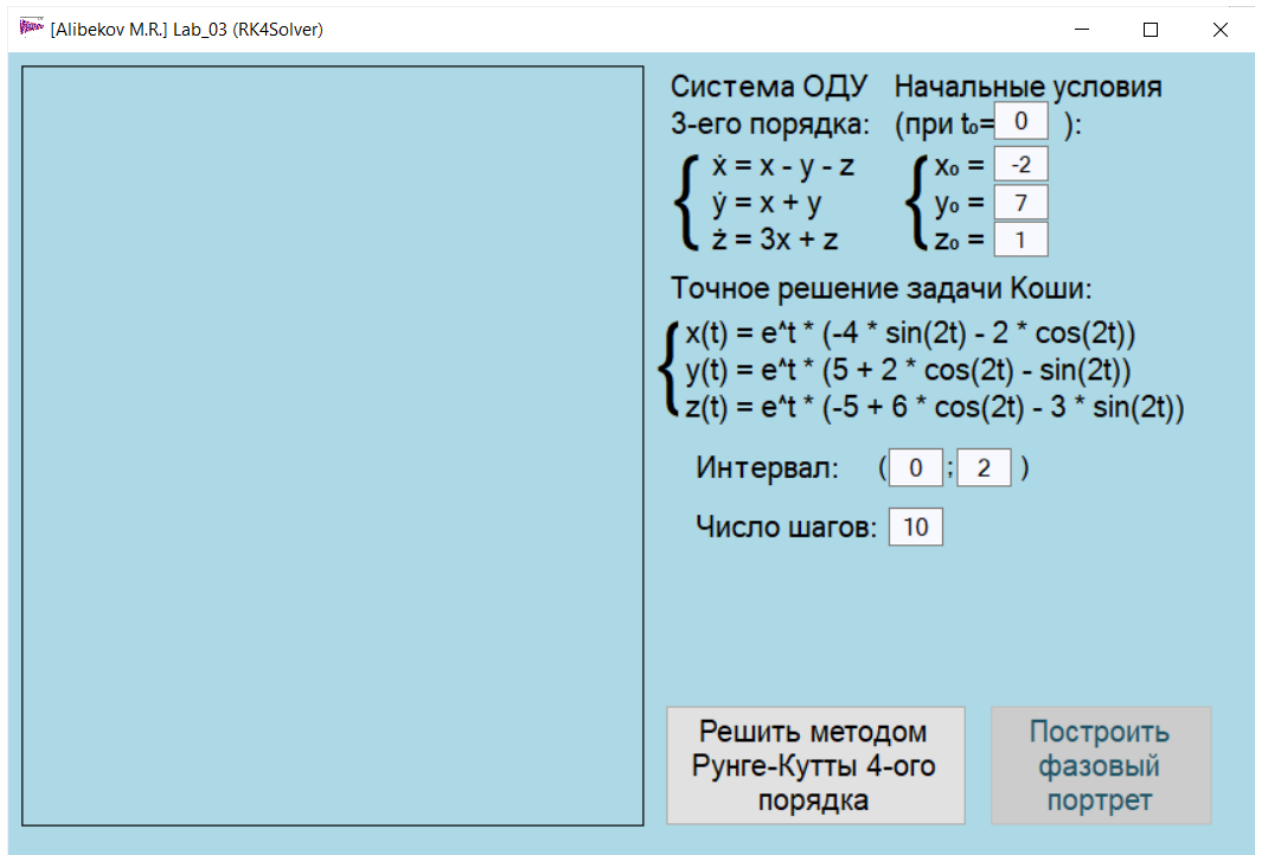 [Alibekov M.R.] Lab_03 (RK4Solver)
Система ОДУ Начальные условия
3-его порядка: (при t₀= 0 ):
ẋ = x - y - z x₀ = -2
ẏ = x + y y₀ = 7
ż = 3x + z z₀ = 1
Точное решение задачи Коши:
x(t) = e^t * (-4 * sin(2t) - 2 * cos(2t))
y(t) = e^t * (5 + 2 * cos(2t) - sin(2t))
z(t) = e^t * (-5 + 6 * cos(2t) - 3 * sin(2t))
Интервал: ( 0 ; 2 )
Число шагов: 10
Решить методом
Рунге-Кутты 4-ого
порядка
Построить
фазовый
портрет